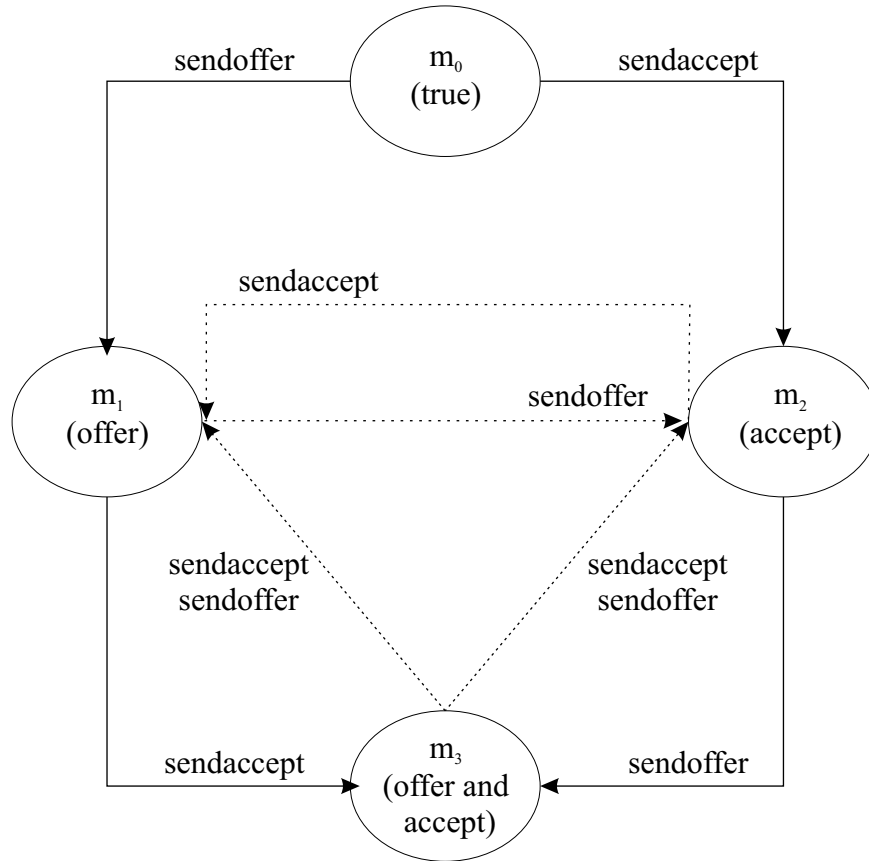 sendoffer
m₀
(true)
sendaccept
sendaccept
m₁
(offer)
sendoffer
m₂
(accept)
sendaccept
sendoffer
sendaccept
sendoffer
sendaccept
m₃
(offer and
accept)
sendoffer